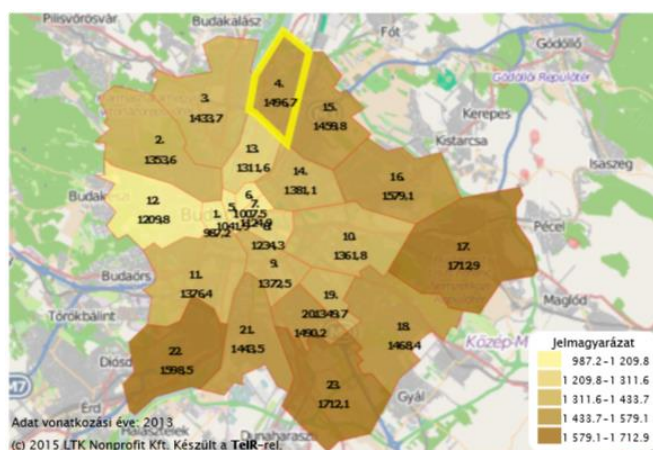 Pilisvörösvár
Budakalász
Fót
Gödöllő
Gödöllői Repülőtér
4.
1496,7
3.
1433,7
15.
1459,8
Kerepes
Kistarcsa
2.
1353,6
13.
1311,6
14.
1381,1
16.
1579,1
Isaszeg
12.
1209,8
6.
5.
7.
1.
1007,5
987,2
1234,3
10.
1361,8
17.
1712,9
Pécel
Budaörs
11.
1376,4
9.
1372,5
19.
Maglód
Törökbálint
201349,7
1490,2
18.
1468,4
21.
1443,5
Diósd
22.
1598,5
23.
1712,1
Gyál
M7
Érd
Jelmagyarázat
987.2-1 209.8
1 209.8-1 311.6
1 311.6-1 433.7
1 433.7-1 579.1
1 579.1-1 712.9
Adat vonatkozási éve: 2013
(c) 2015 LTK Nonprofit Kft. Készült a TeIR-rel.